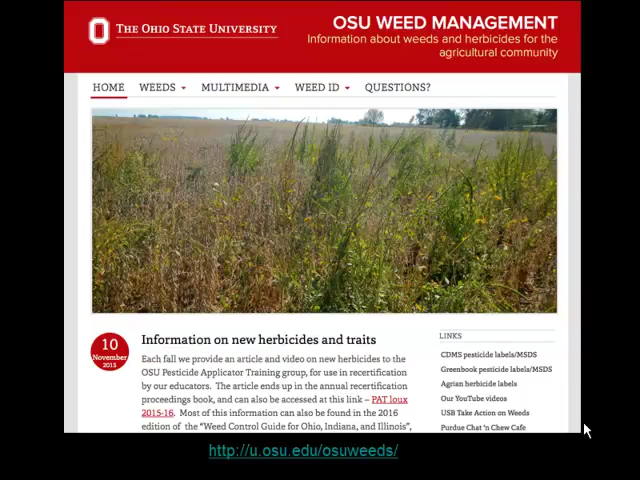 THE OHIO STATE UNIVERSITY
OSU WEED MANAGEMENT
Information about weeds and herbicides for the
agricultural community
HOME WEEDS MULTIMEDIA WEED ID QUESTIONS?
10
November
2015
Information on new herbicides and traits
Each fall we provide an article and video on new herbicides to the
OSU Pesticide Applicator Training group, for use in recertification
by our educators. The article ends up in the annual recertification
proceedings book, and can also be accessed at this link – PAT loux
2015-16. Most of this information can also be found in the 2016
edition of the "Weed Control Guide for Ohio, Indiana, and Illinois",
LINKS
CDMS pesticide labels/MSDS
Greenbook pesticide labels/MSDS
Agrian herbicide labels
Our YouTube videos
USB Take Action on Weeds
Purdue Chat 'n Chew Cafe
http://u.osu.edu/osuweeds/